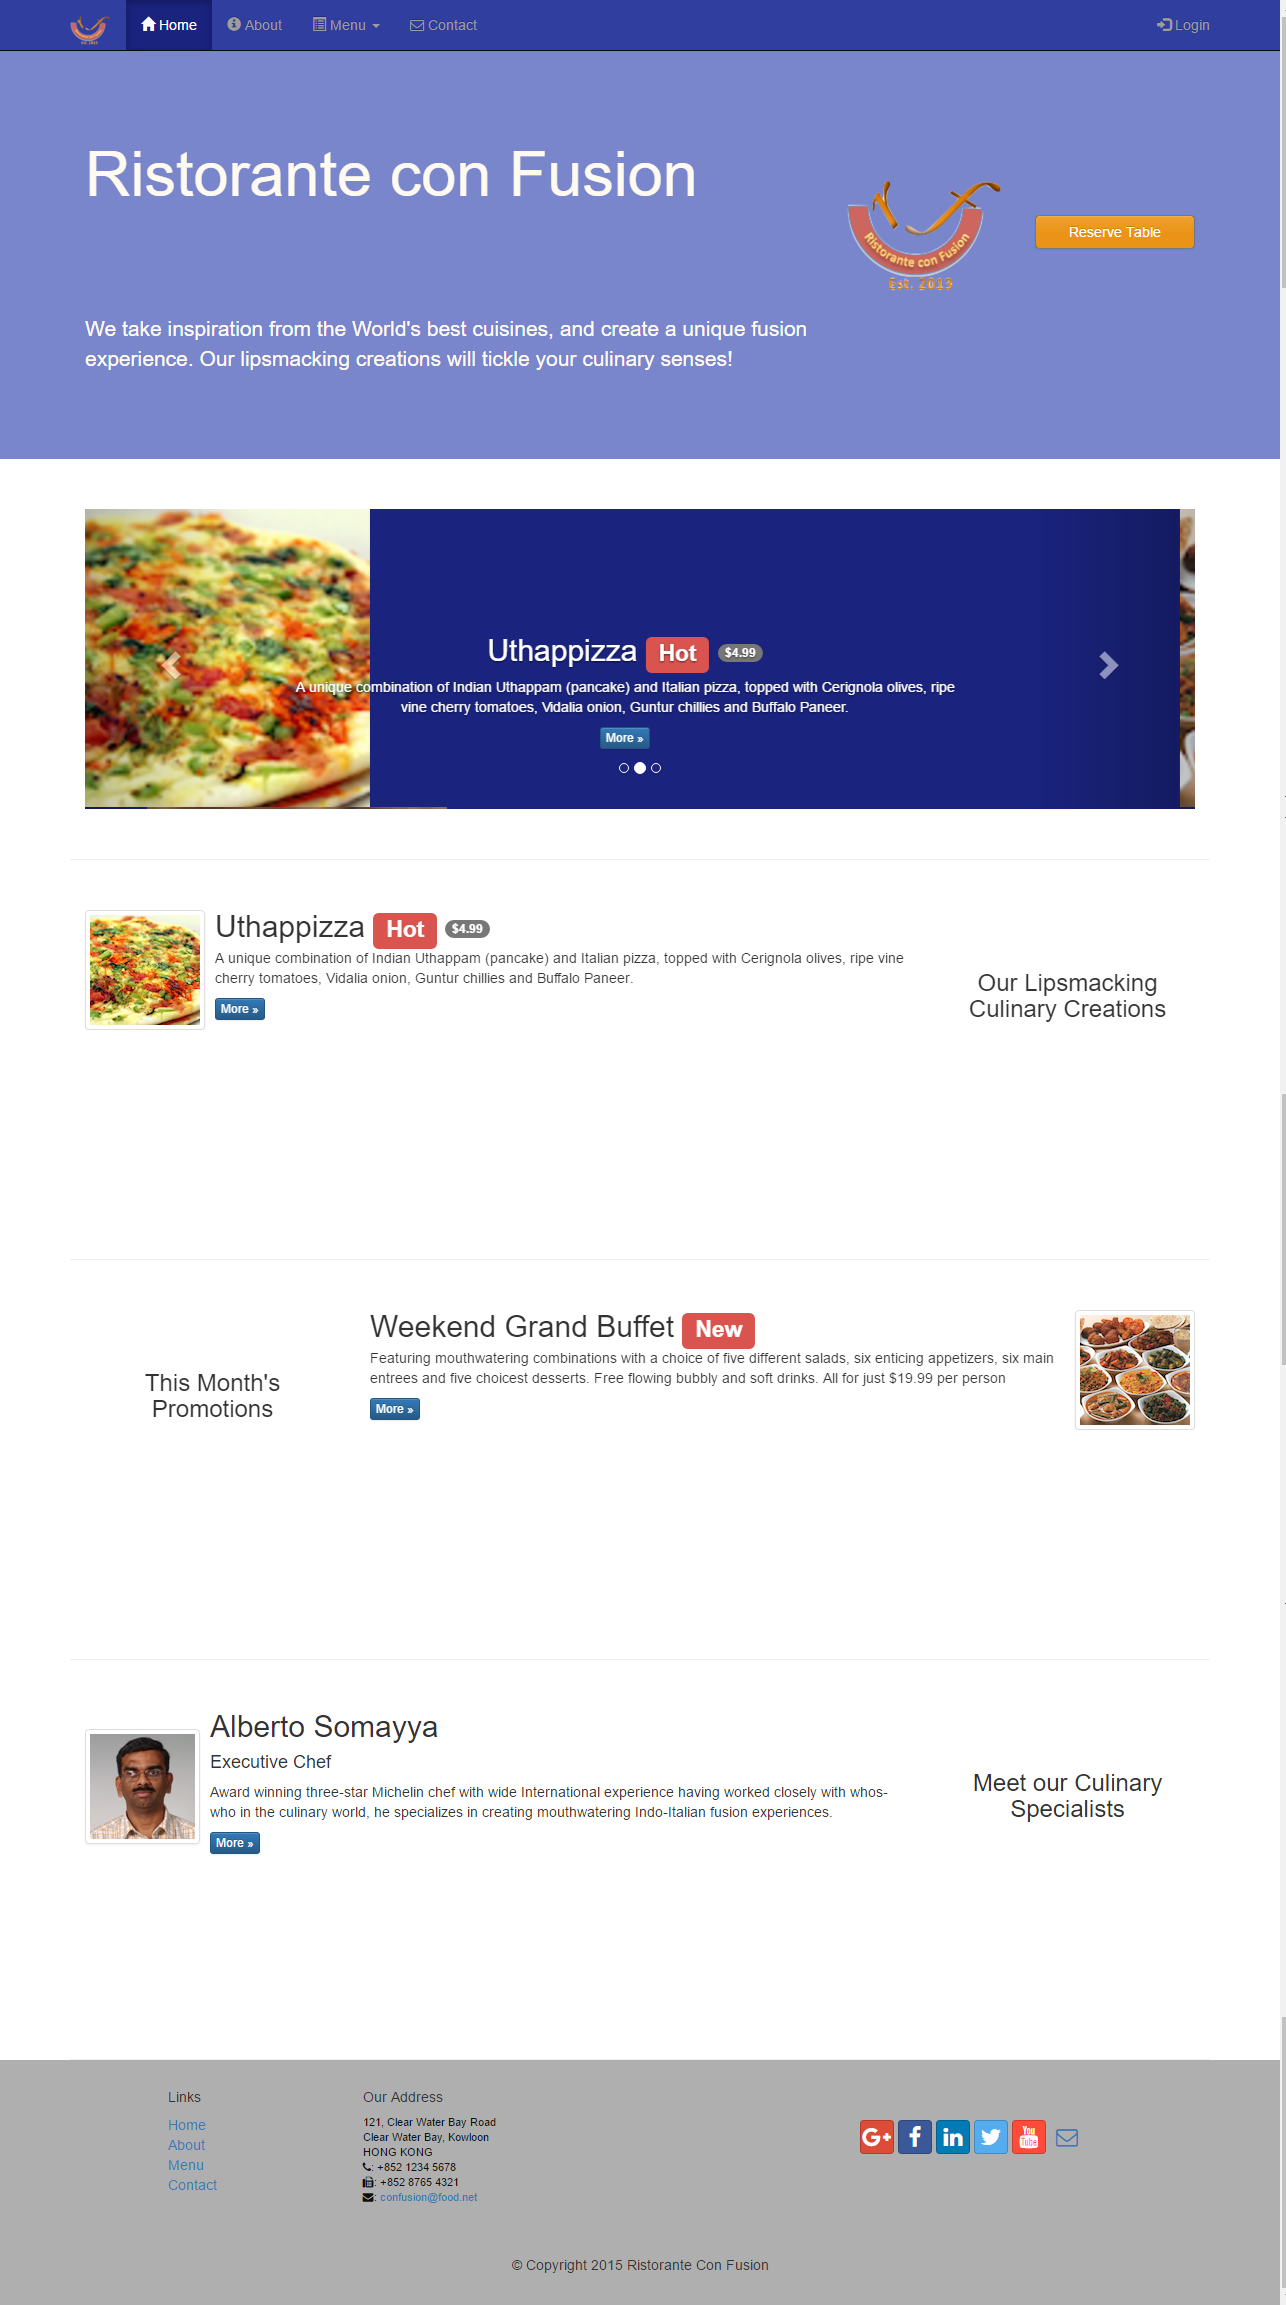 Home
About
Menu
Contact
Login
Ristorante con Fusion
Ristorante con Fusion
Est. 2013
Reserve Table
We take inspiration from the World's best cuisines, and create a unique fusion
experience. Our lipsmacking creations will tickle your culinary senses!
Uthappizza Hot $4.99
A unique combination of Indian Uthappam (pancake) and Italian pizza, topped with Cerignola olives, ripe
vine cherry tomatoes, Vidalia onion, Guntur chillies and Buffalo Paneer.
More »
Uthappizza Hot $4.99
A unique combination of Indian Uthappam (pancake) and Italian pizza, topped with Cerignola olives, ripe vine
cherry tomatoes, Vidalia onion, Guntur chillies and Buffalo Paneer.
More »
Our Lipsmacking
Culinary Creations
This Month's
Promotions
Weekend Grand Buffet New
Featuring mouthwatering combinations with a choice of five different salads, six enticing appetizers, six main
entrees and five choicest desserts. Free flowing bubbly and soft drinks. All for just $19.99 per person
More »
Alberto Somayya
Executive Chef
Award winning three-star Michelin chef with wide International experience having worked closely with whos-
who in the culinary world, he specializes in creating mouthwatering Indo-Italian fusion experiences.
More »
Meet our Culinary
Specialists
Links
Home
About
Menu
Contact
Our Address
121, Clear Water Bay Road
Clear Water Bay, Kowloon
HONG KONG
: +852 1234 5678
: +852 8765 4321
: confusion@food.net
G+ f in You Tube
© Copyright 2015 Ristorante Con Fusion